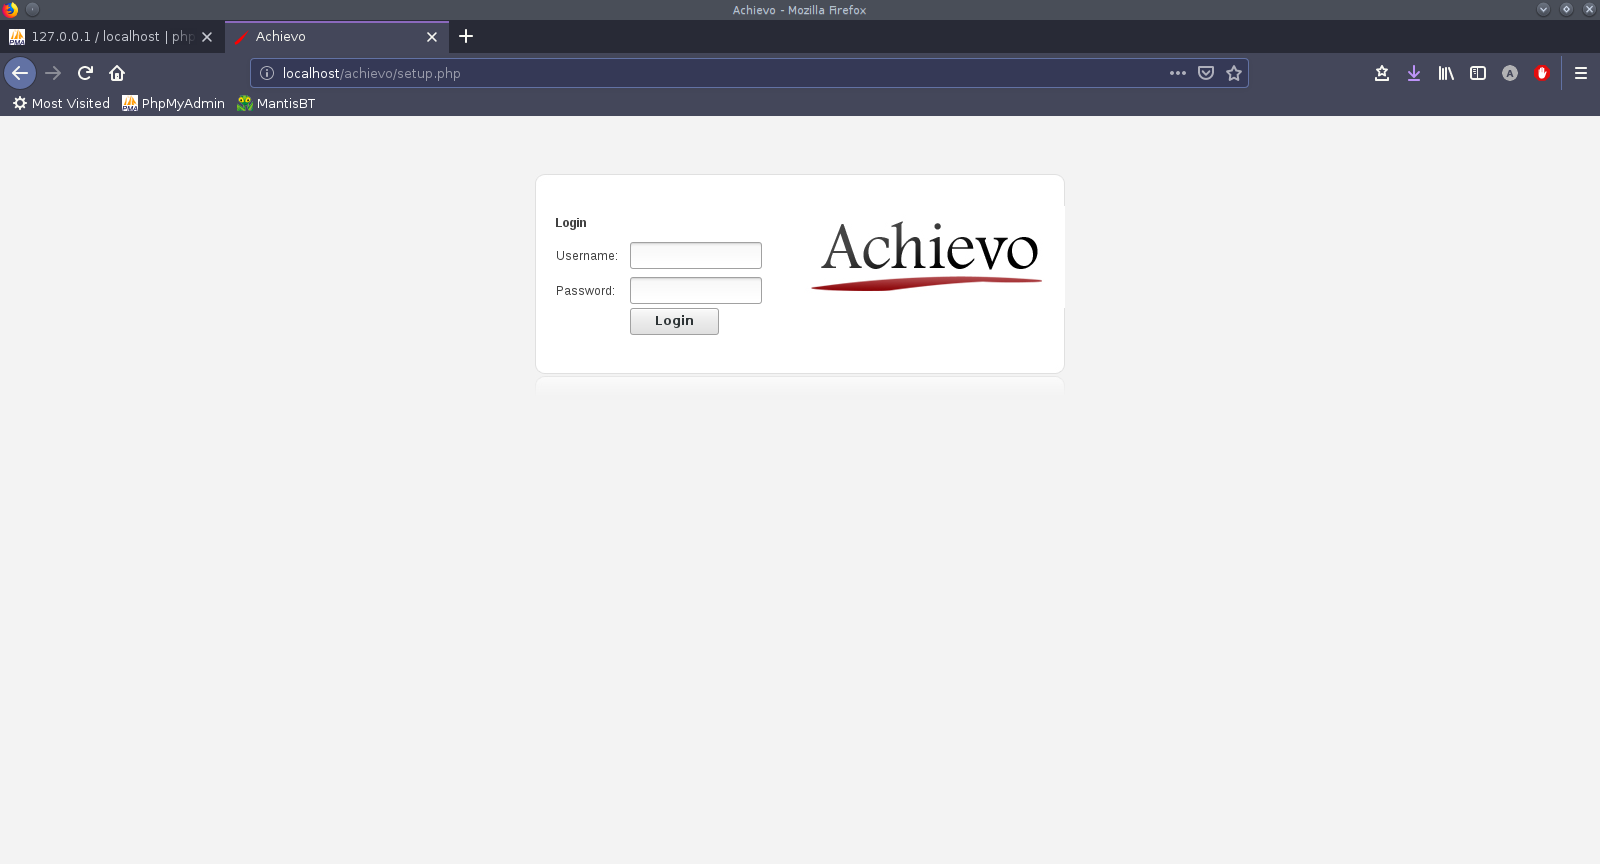 Achievo - Mozilla Firefox
127.0.0.1 / localhost | php
Achievo
localhost/achievo/setup.php
Most Visited
PhpMyAdmin
MantisBT
Login
Achievo
Username:
Password:
Login